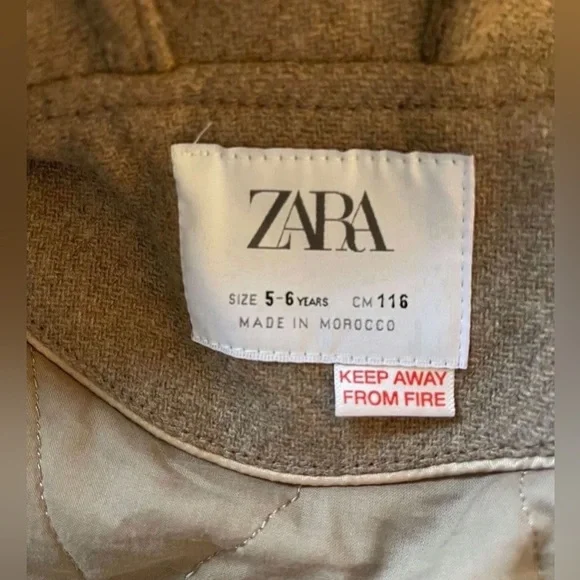 ZARA
SIZE 5-6 YEARS CM 116
MADE IN MOROCCO
KEEP AWAY
FROM FIRE